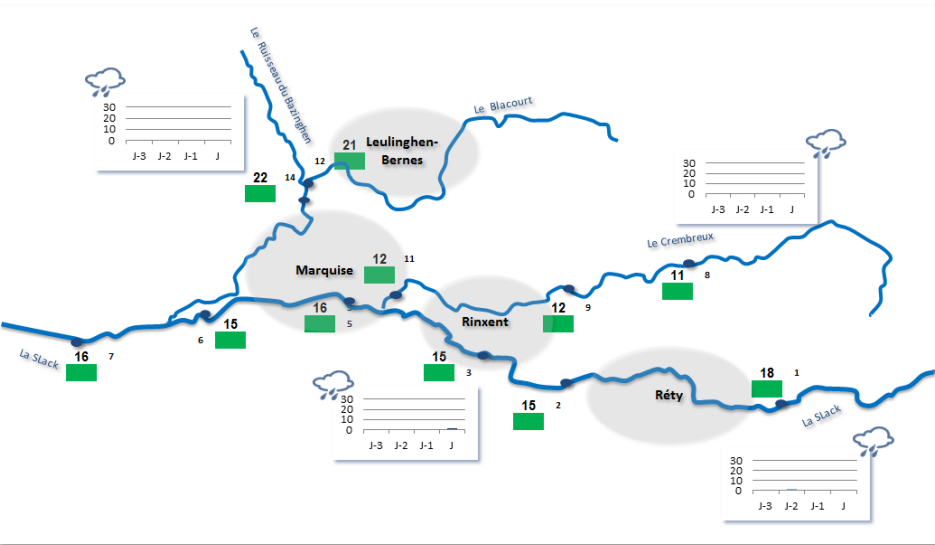 Le Ruisseau du Bazinghen
30
20
10
0
J-3 J-2 J-1 J
Le Blacourt
21
Leulinghen-
Bernes
12
22
14
30
20
10
0
J-3 J-2 J-1 J
Le Crembreux
Marquise
12
11
11
8
16
5
12
9
Rinxent
15
6
La SLack
16
7
15
3
18
1
Réty
15
2
La SLack
30
20
10
0
J-3 J-2 J-1 J
30
20
10
0
J-3 J-2 J-1 J